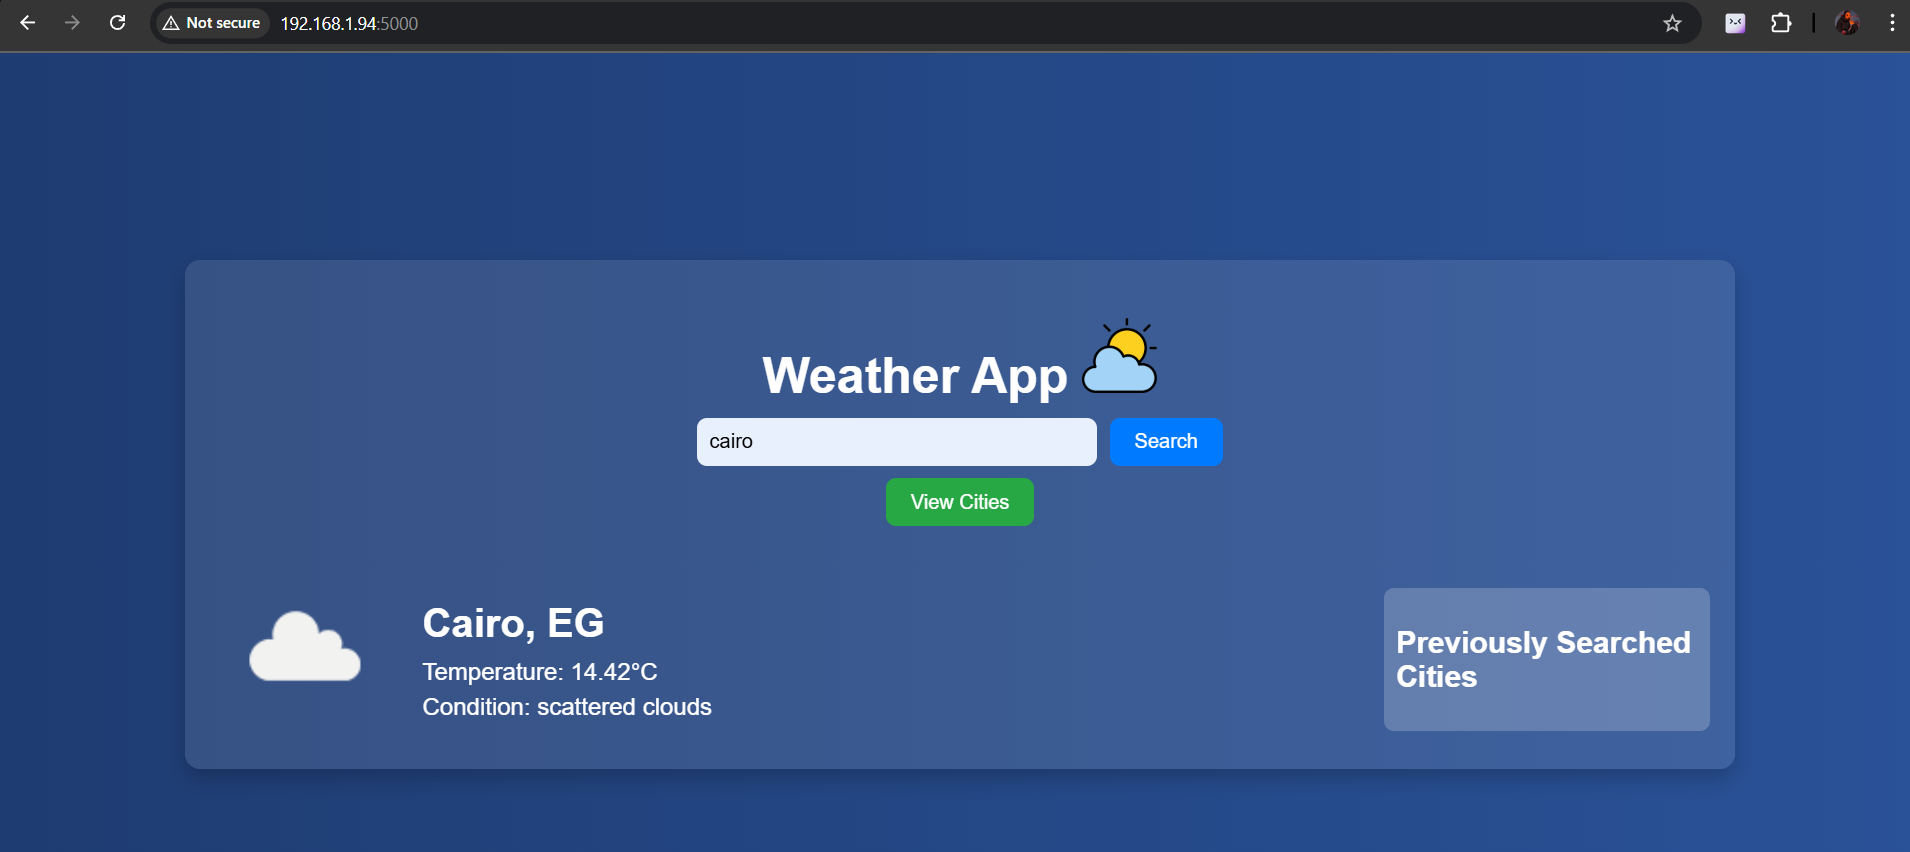 Not secure 192.168.1.94:5000
Weather App
cairo Search
View Cities
Cairo, EG
Temperature: 14.42°C
Condition: scattered clouds
Previously Searched
Cities